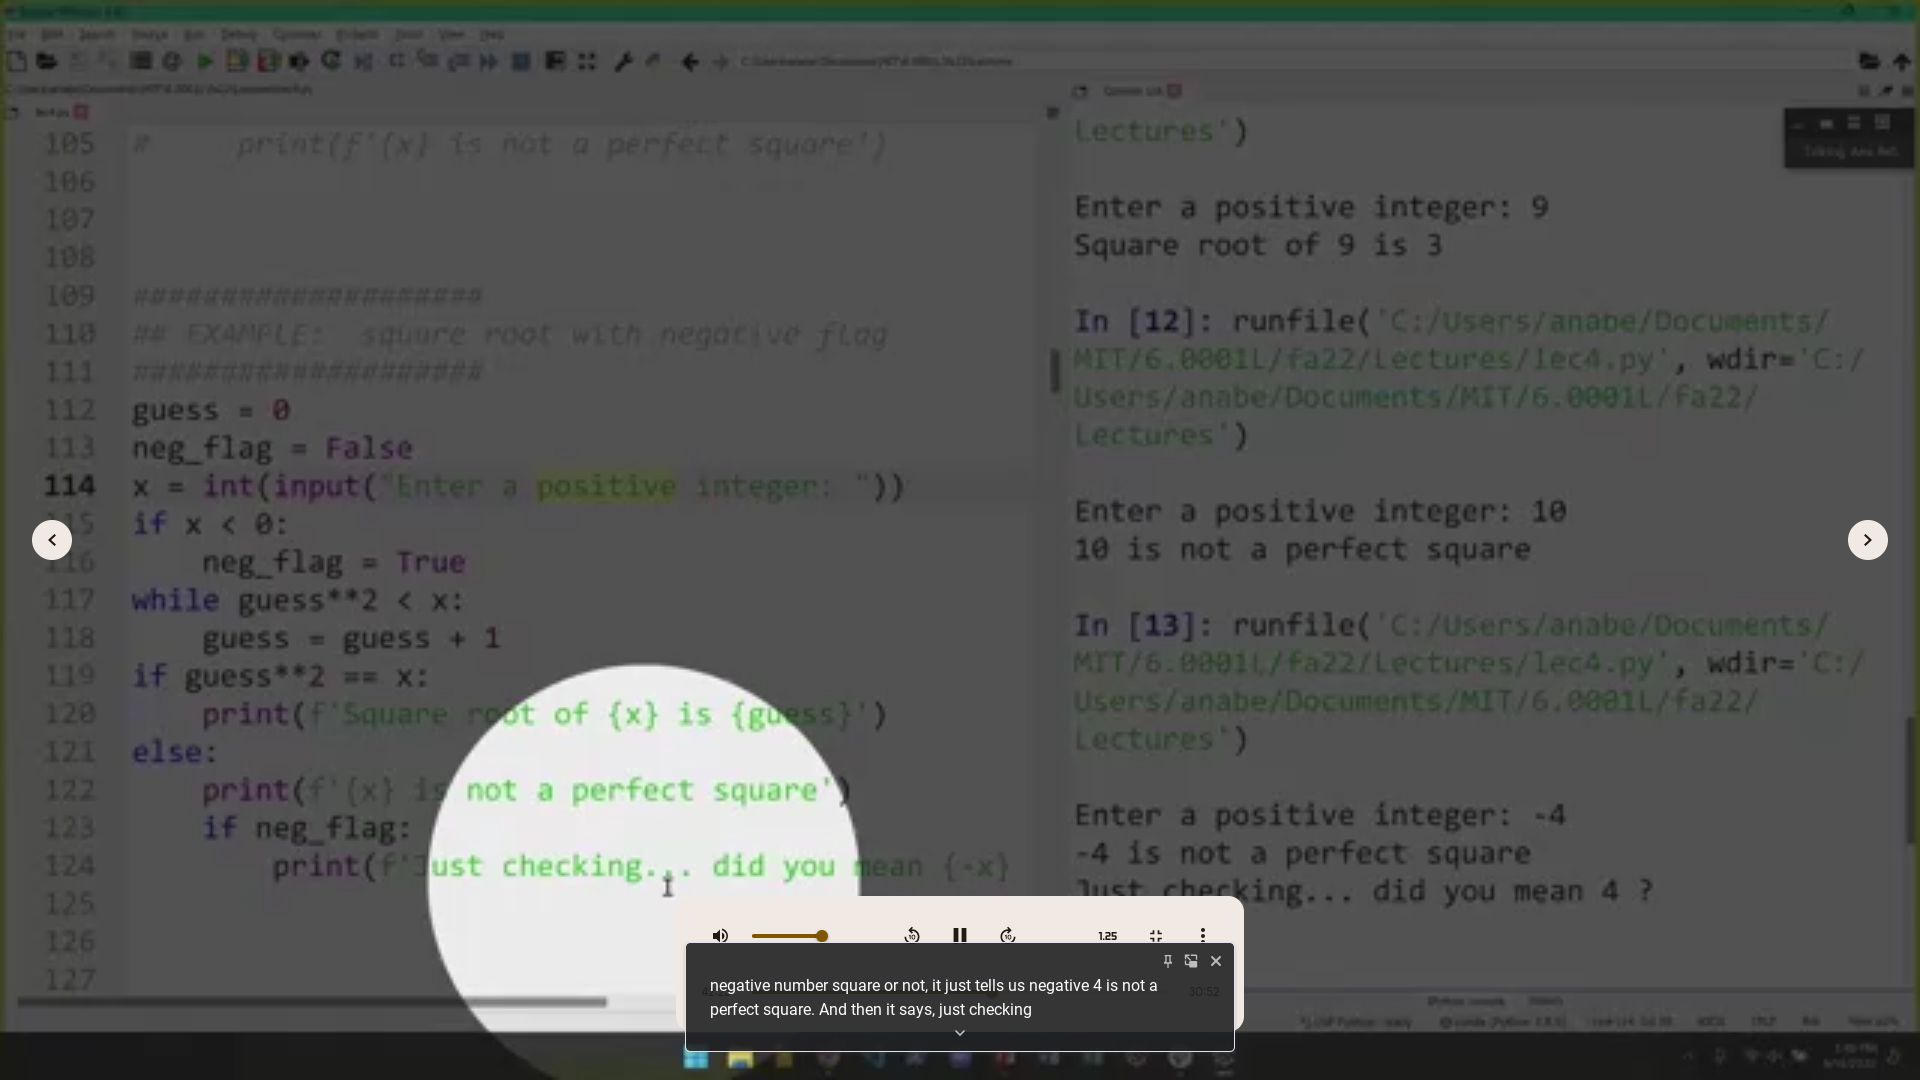 105 #     print(f'{x} is not a perfect square')
106
107
108
109 ####################
110 ## EXAMPLE:  square root with negative flag
111 ####################
112 guess = 0
113 neg_flag = False
114 x = int(input("Enter a positive integer: "))
115 if x < 0:
116     neg_flag = True
117 while guess**2 < x:
118     guess = guess + 1
119 if guess**2 == x:
120     print(f'Square root of {x} is {guess}')
121 else:
122     print(f'{x} is not a perfect square')
123     if neg_flag:
124         print(f'Just checking... did you mean {-x}
125
126
127
Lectures')
Enter a positive integer: 9
Square root of 9 is 3
In [12]: runfile('C:/Users/anabe/Documents/
MIT/6.0001L/fa22/Lectures/lec4.py', wdir='C:/
Users/anabe/Documents/MIT/6.0001L/fa22/
Lectures')
Enter a positive integer: 10
10 is not a perfect square
In [13]: runfile('C:/Users/anabe/Documents/
MIT/6.0001L/fa22/Lectures/lec4.py', wdir='C:/
Users/anabe/Documents/MIT/6.0001L/fa22/
Lectures')
Enter a positive integer: -4
-4 is not a perfect square
Just checking... did you mean 4 ?
10
10
1.25
30:52
negative number square or not, it just tells us negative 4 is not a
perfect square. And then it says, just checking